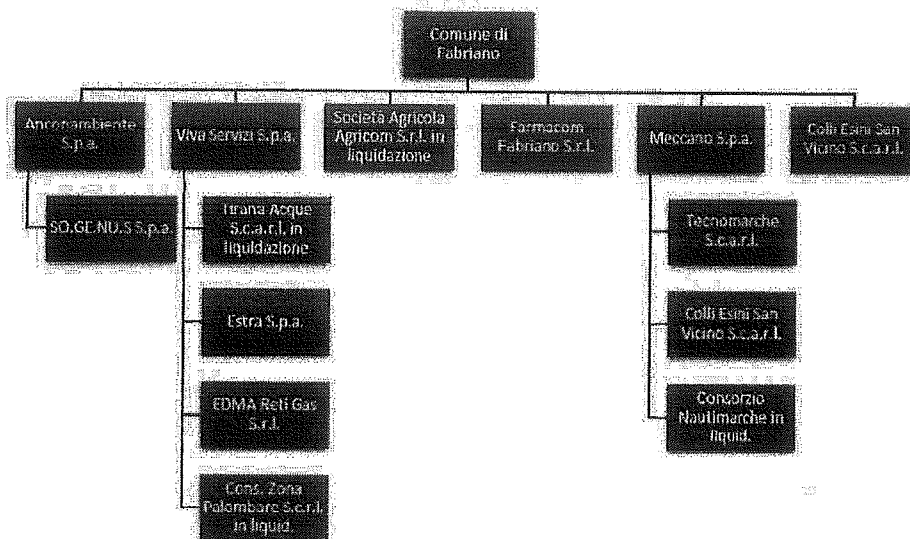 Comune di
Fabriano
Anconambiente
S.p.a.
Viva Servizi S.p.a.
Società Agricola
Agricom S.r.l. in
liquidazione
Farmacom
Fabriano S.r.l.
Meccano S.p.a.
Colli Esini San
Vicino S.c.a.r.l.
SO.GE.NU.S S.p.a.
Tirana Acque
S.c.a.r.l. in
liquidazione
Estra S.p.a.
EDMA Reti Gas
S.r.l.
Cons. Zona
Palombare S.c.r.l.
in liquid.
Tecnomarche
S.c.a.r.l.
Colli Esini San
Vicino S.c.a.r.l.
Consorzio
Nautimarche in
liquid.